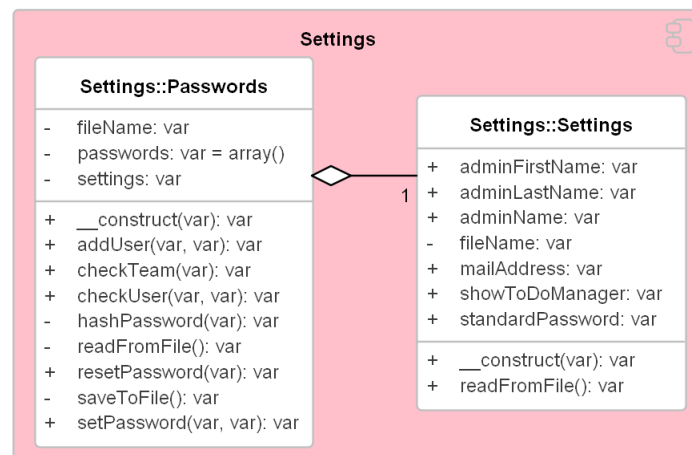 Settings
Settings::Passwords
- fileName: var
- passwords: var = array()
- settings: var
+ __construct(var): var
+ addUser(var, var): var
+ checkTeam(var): var
+ checkUser(var, var): var
- hashPassword(var): var
- readFromFile(): var
+ resetPassword(var): var
- saveToFile(): var
+ setPassword(var, var): var
1
Settings::Settings
+ adminFirstName: var
+ adminLastName: var
+ adminName: var
- fileName: var
+ mailAddress: var
+ showToDoManager: var
+ standardPassword: var
+ __construct(var): var
+ readFromFile(): var